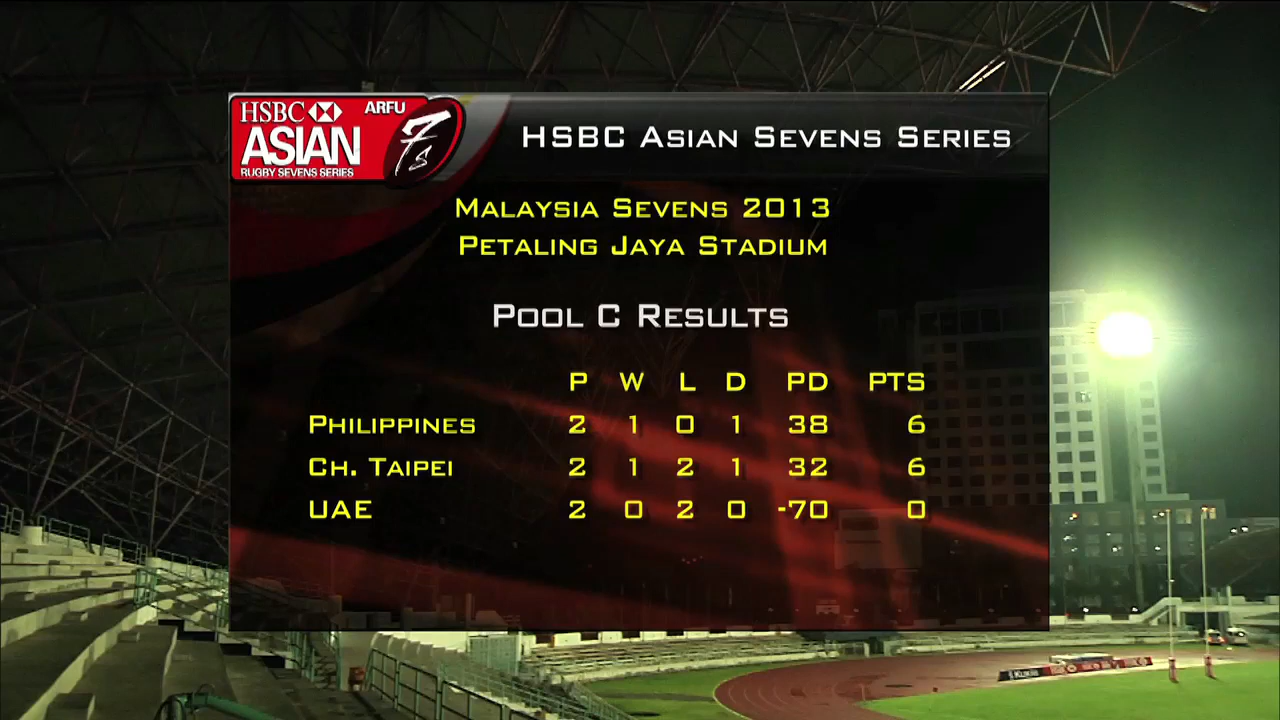 HSBC ARFU
ASIAN 7s
RUGBY SEVENS SERIES
HSBC ASIAN SEVENS SERIES
MALAYSIA SEVENS 2013
PETALING JAYA STADIUM
POOL C RESULTS
P W L D PD PTS
PHILIPPINES 2 1 0 1 38 6
CH. TAIPEI 2 1 2 1 32 6
UAE 2 0 2 0 -70 0